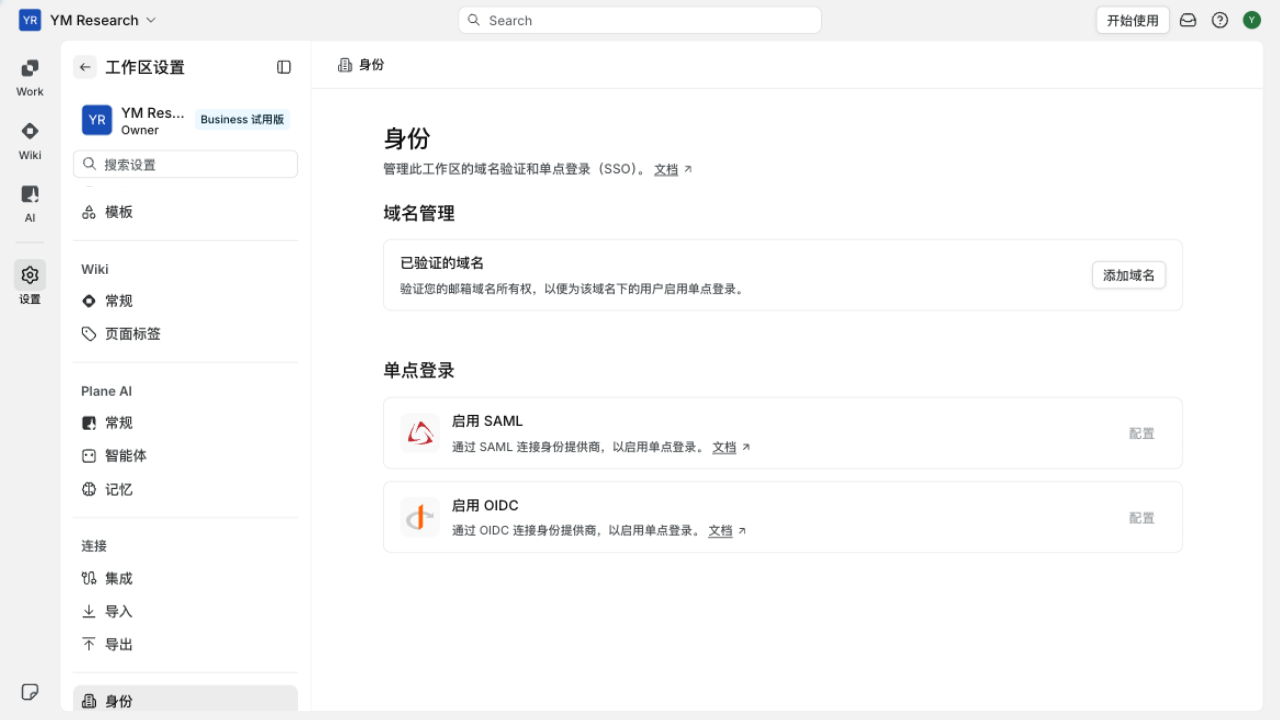 YR YM Research
Search
开始使用
Y
Work
Wiki
AI
设置
工作区设置
YR
YM Res...
Owner
Business 试用版
搜索设置
模板
Wiki
常规
页面标签
Plane AI
常规
智能体
记忆
连接
集成
导入
导出
身份
身份
身份
管理此工作区的域名验证和单点登录（SSO）。 文档
域名管理
已验证的域名
验证您的邮箱域名所有权，以便为该域名下的用户启用单点登录。
添加域名
单点登录
启用 SAML
通过 SAML 连接身份提供商，以启用单点登录。 文档
配置
启用 OIDC
通过 OIDC 连接身份提供商，以启用单点登录。 文档
配置